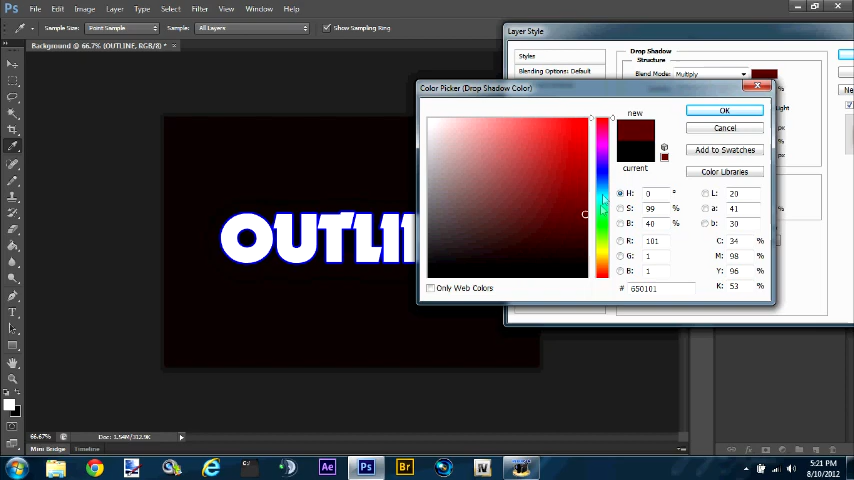 Ps File Edit Image Layer Type Select Filter View Window Help
Sample Size: Point Sample Sample: All Layers Show Sampling Ring
Background @ 66.7% (OUTLINE, RGB/8) * ×
Layer Style
Styles
Blending Options: Default
Drop Shadow
Structure
Blend Mode: Multiply
Light
px
px
Color Picker (Drop Shadow Color)
new
current
OK
Cancel
Add to Swatches
Color Libraries
H: 0 °
S: 99 %
B: 40 %
R: 101
G: 1
B: 1
# 650101
L: 20
a: 41
b: 30
C: 34 %
M: 98 %
Y: 96 %
K: 53 %
Only Web Colors
66.67% Doc: 1.54M/312.9K
Mini Bridge Timeline
Ae Ps Br IV
5:21 PM
8/10/2012